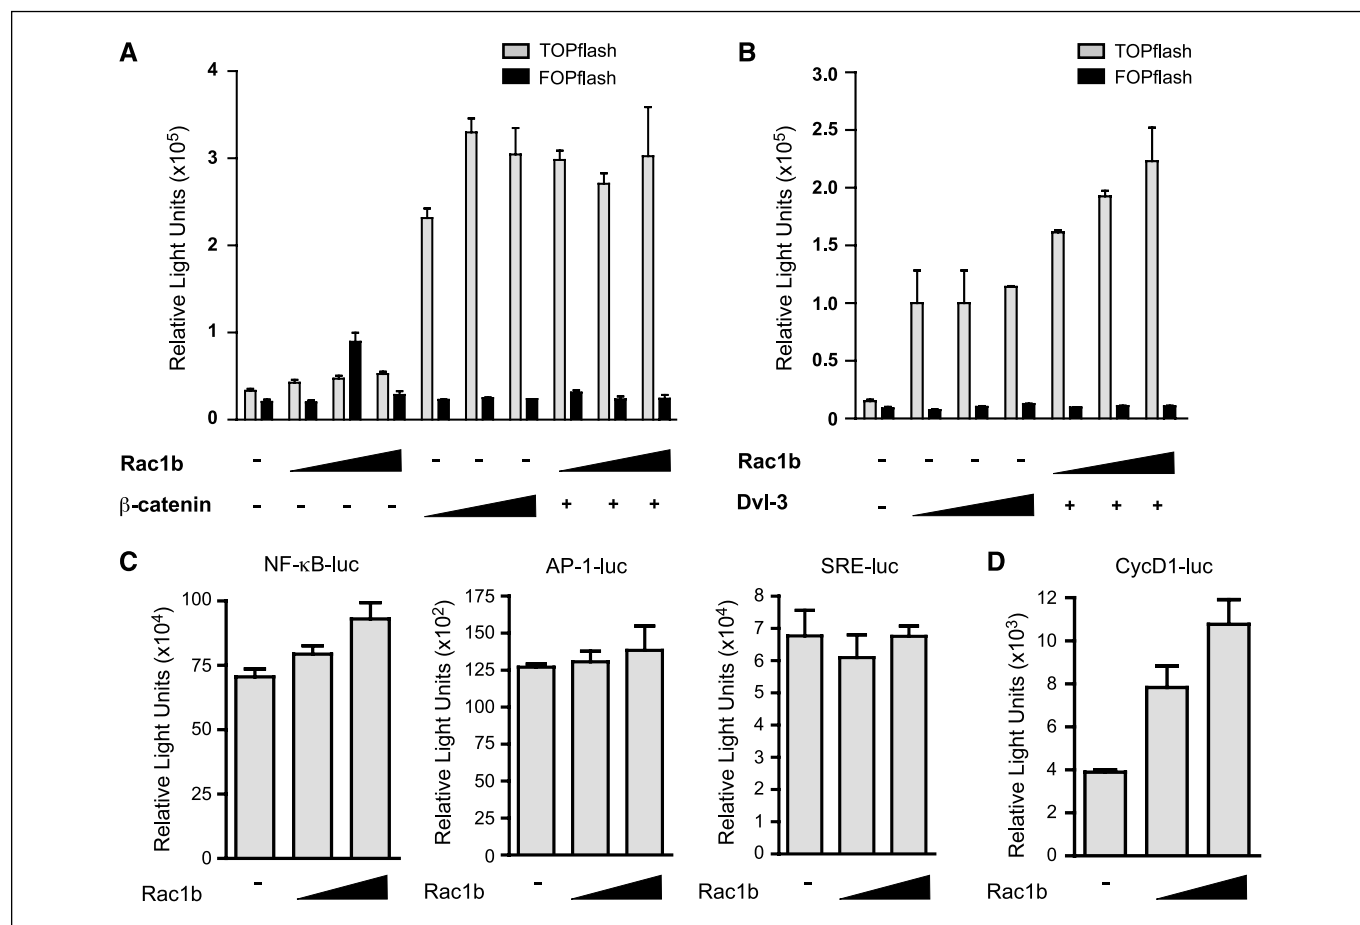 A
TOPflash
FOPflash
Relative Light Units (x10⁵)
4
3
2
1
0
Rac1b - - - -
β-catenin - - - - + + +
B
TOPflash
FOPflash
Relative Light Units (x10⁵)
3.0
2.5
2.0
1.5
1.0
0.5
0
Rac1b - - - -
Dvl-3 - + + +
C
NF-κB-luc
Relative Light Units (x10⁴)
100
75
50
25
0
Rac1b -
AP-1-luc
Relative Light Units (x10²)
175
150
125
100
75
50
25
0
Rac1b -
SRE-luc
Relative Light Units (x10⁴)
8
7
6
5
4
3
2
1
0
Rac1b -
D
CycD1-luc
Relative Light Units (x10³)
12
10
8
6
4
2
0
Rac1b -